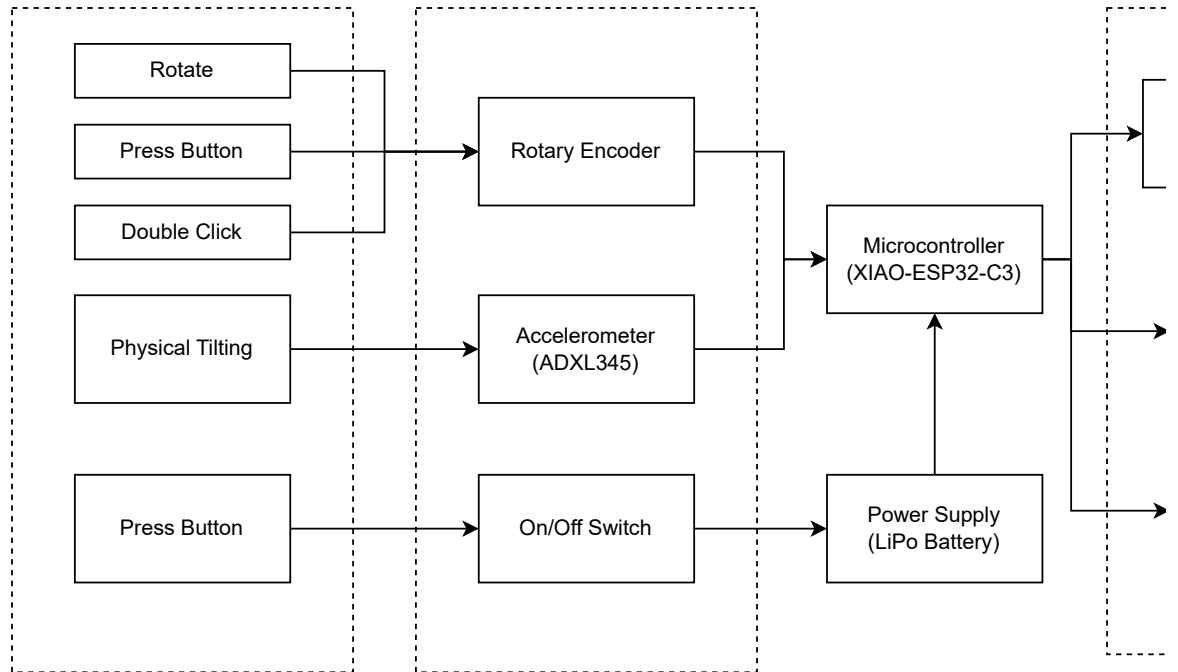 Rotate
Press Button
Double Click
Physical Tilting
Press Button
Rotary Encoder
Accelerometer
(ADXL345)
On/Off Switch
Microcontroller
(XIAO-ESP32-C3)
Power Supply
(LiPo Battery)